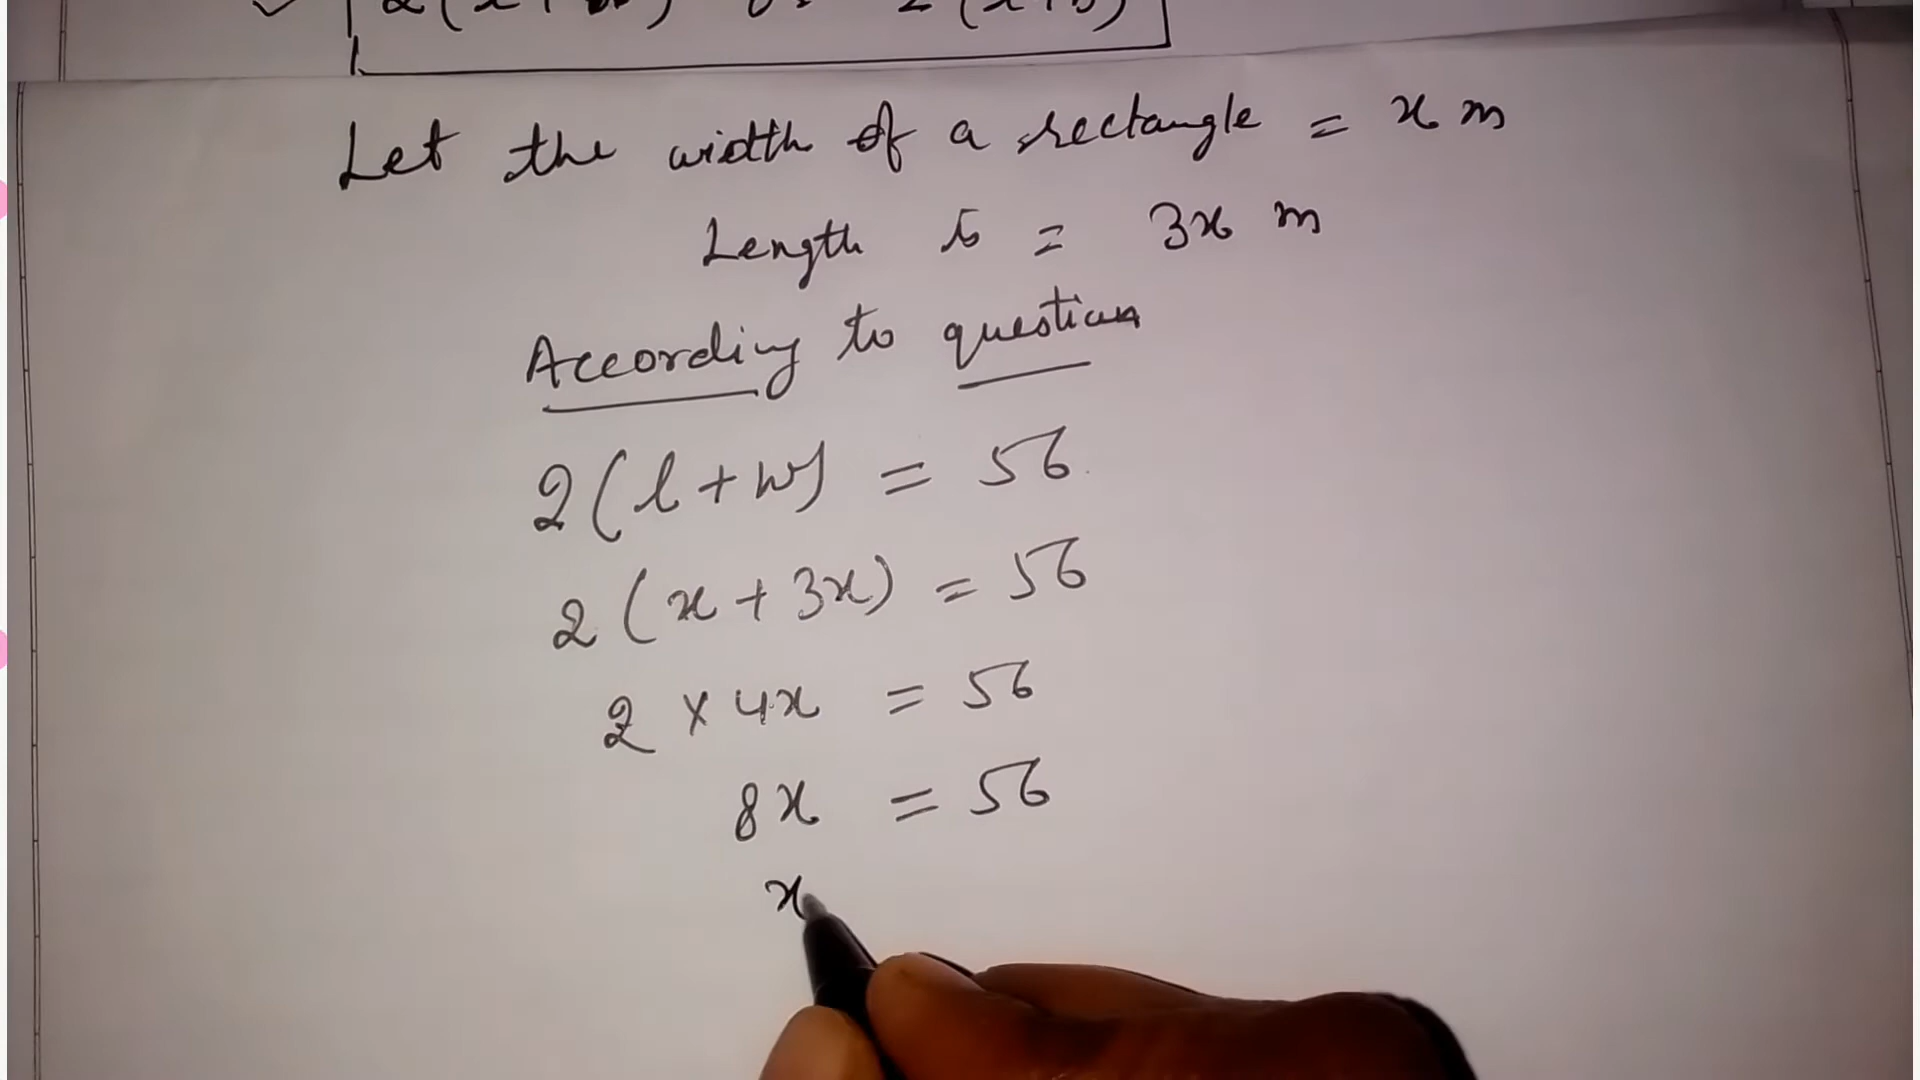 Let the width of a rectangle = x m
Length is = 3x m
According to question
2(l+w) = 56
2(x+3x) = 56
2 × 4x = 56
8x = 56
x